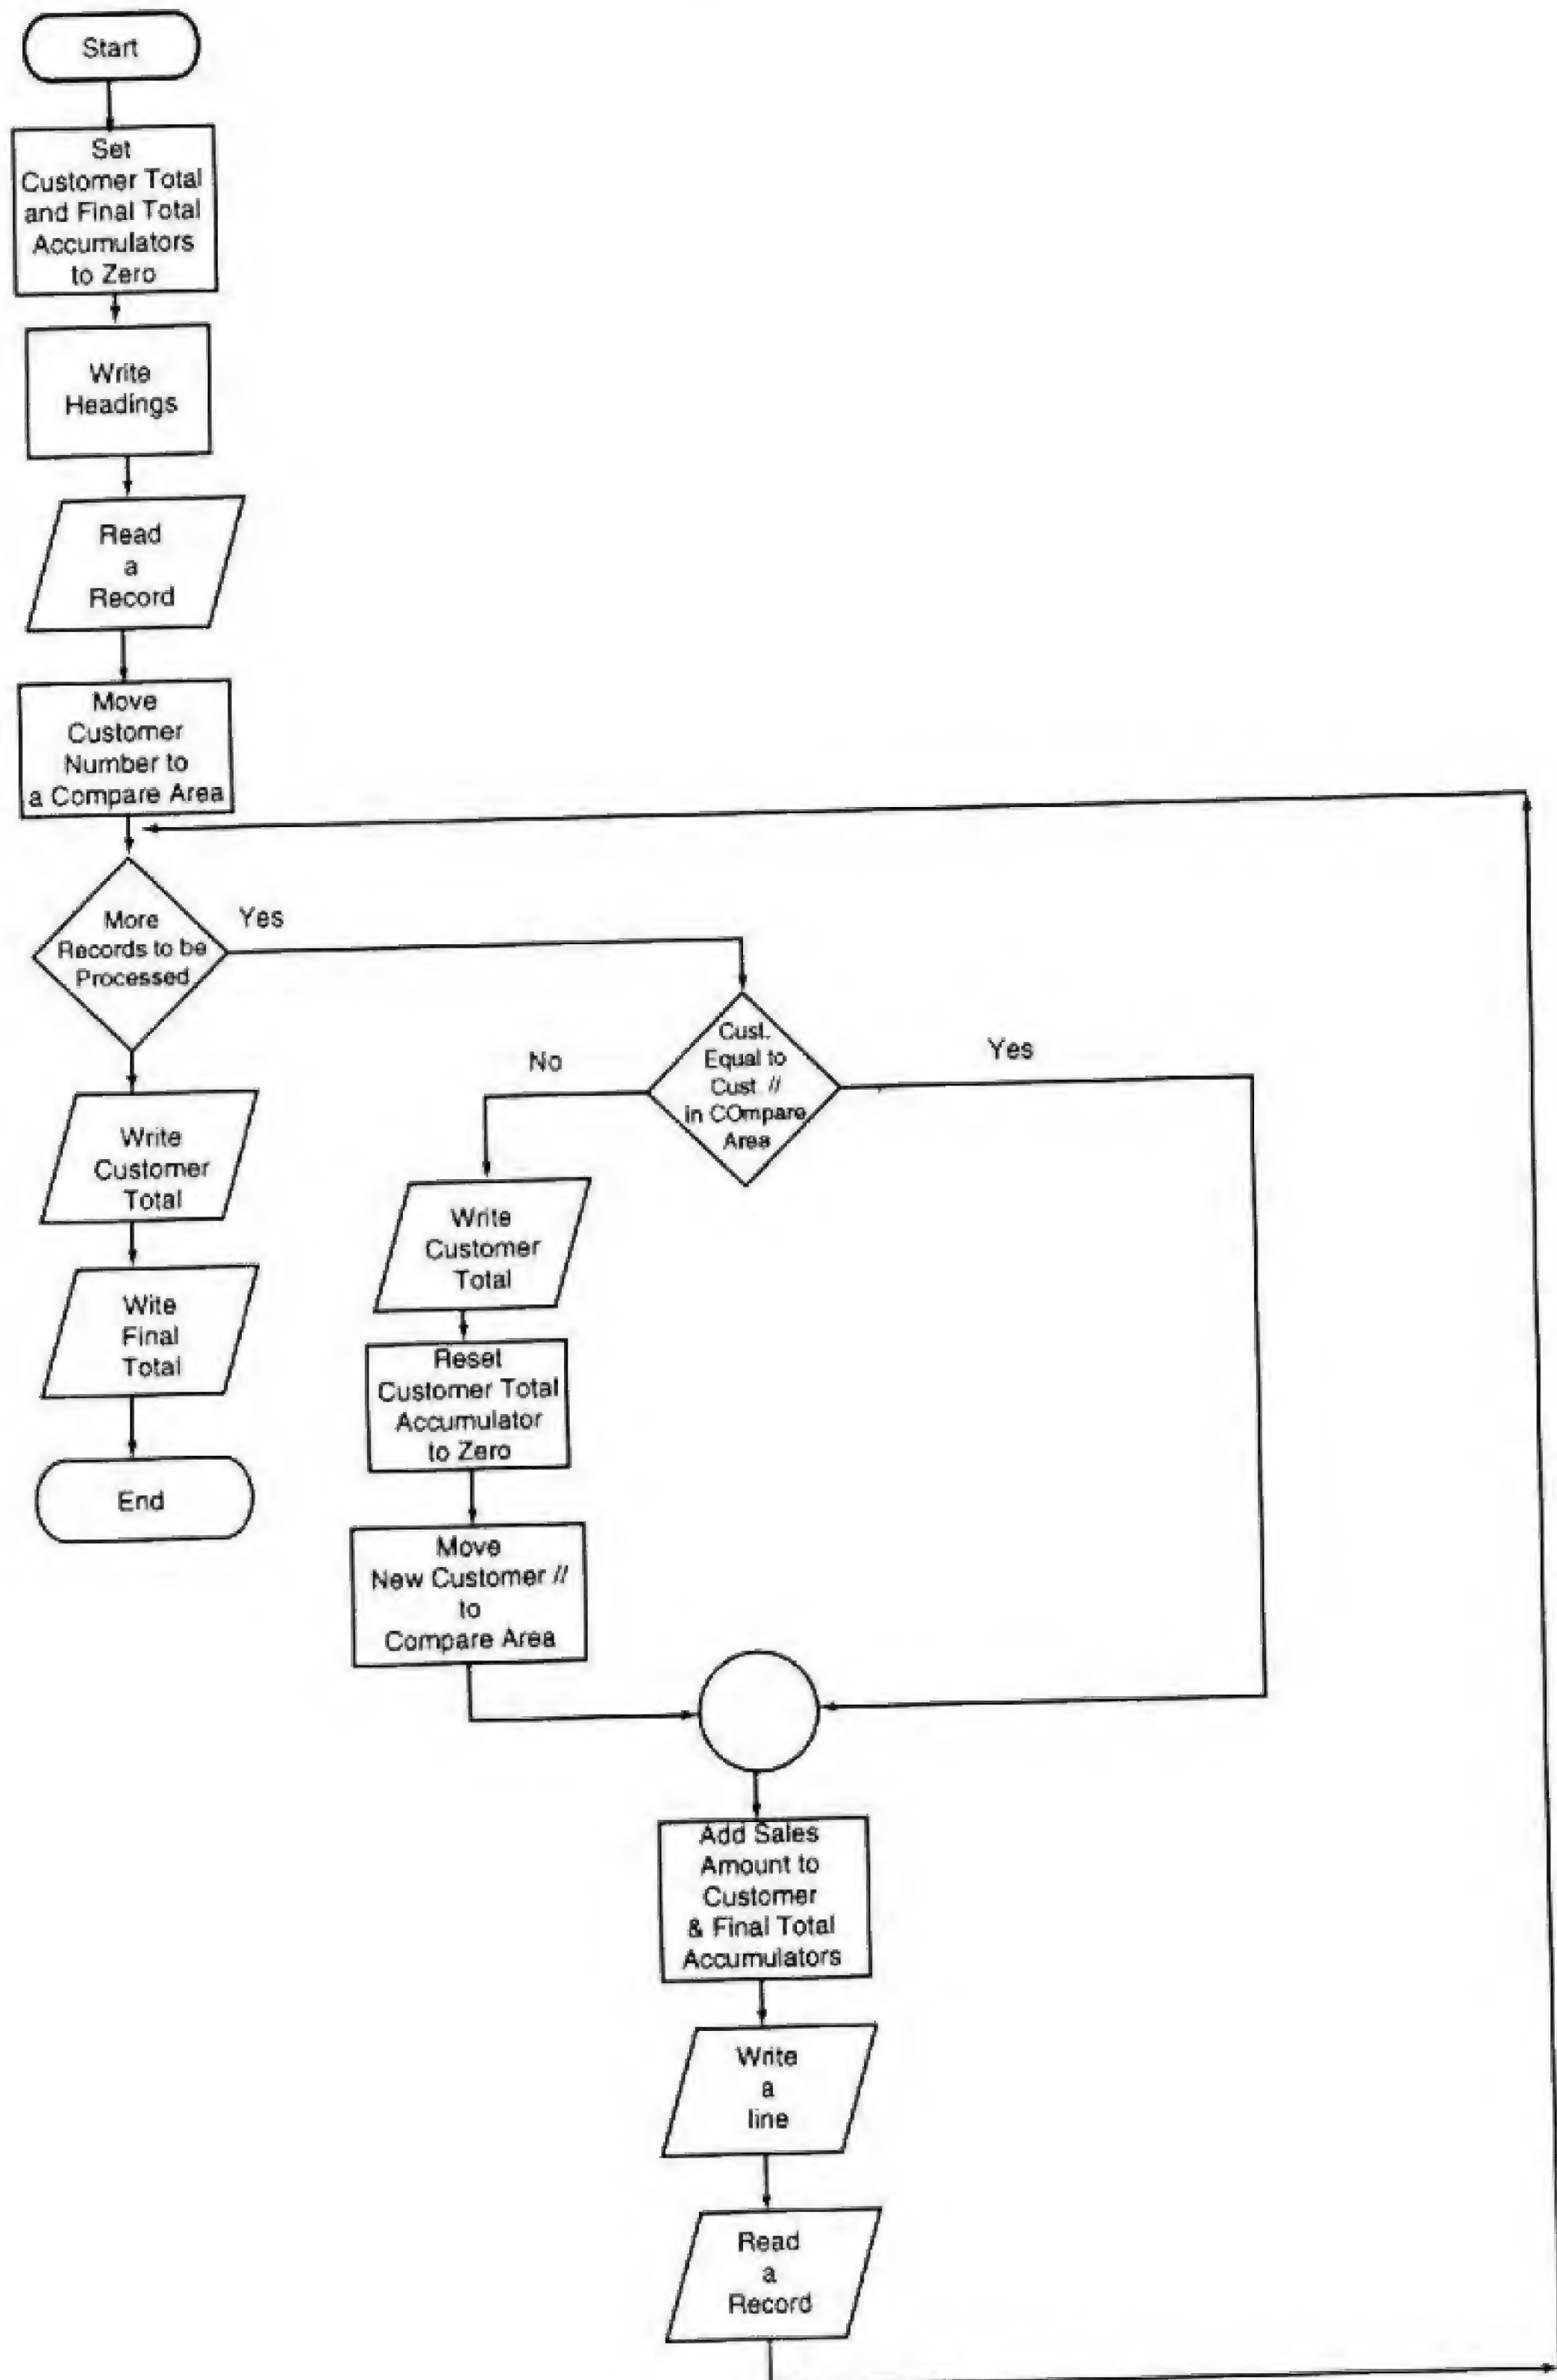 Start
Set
Customer Total
and Final Total
Accumulators
to Zero
Write
Headings
Read
a
Record
Move
Customer
Number to
a Compare Area
More
Records to be
Processed
Yes
Cust.
Equal to
Cust. //
in COmpare
Area
No
Yes
Write
Customer
Total
Wite
Final
Total
End
Write
Customer
Total
Reset
Customer Total
Accumulator
to Zero
Move
New Customer //
to
Compare Area
Add Sales
Amount to
Customer
& Final Total
Accumulators
Write
a
line
Read
a
Record